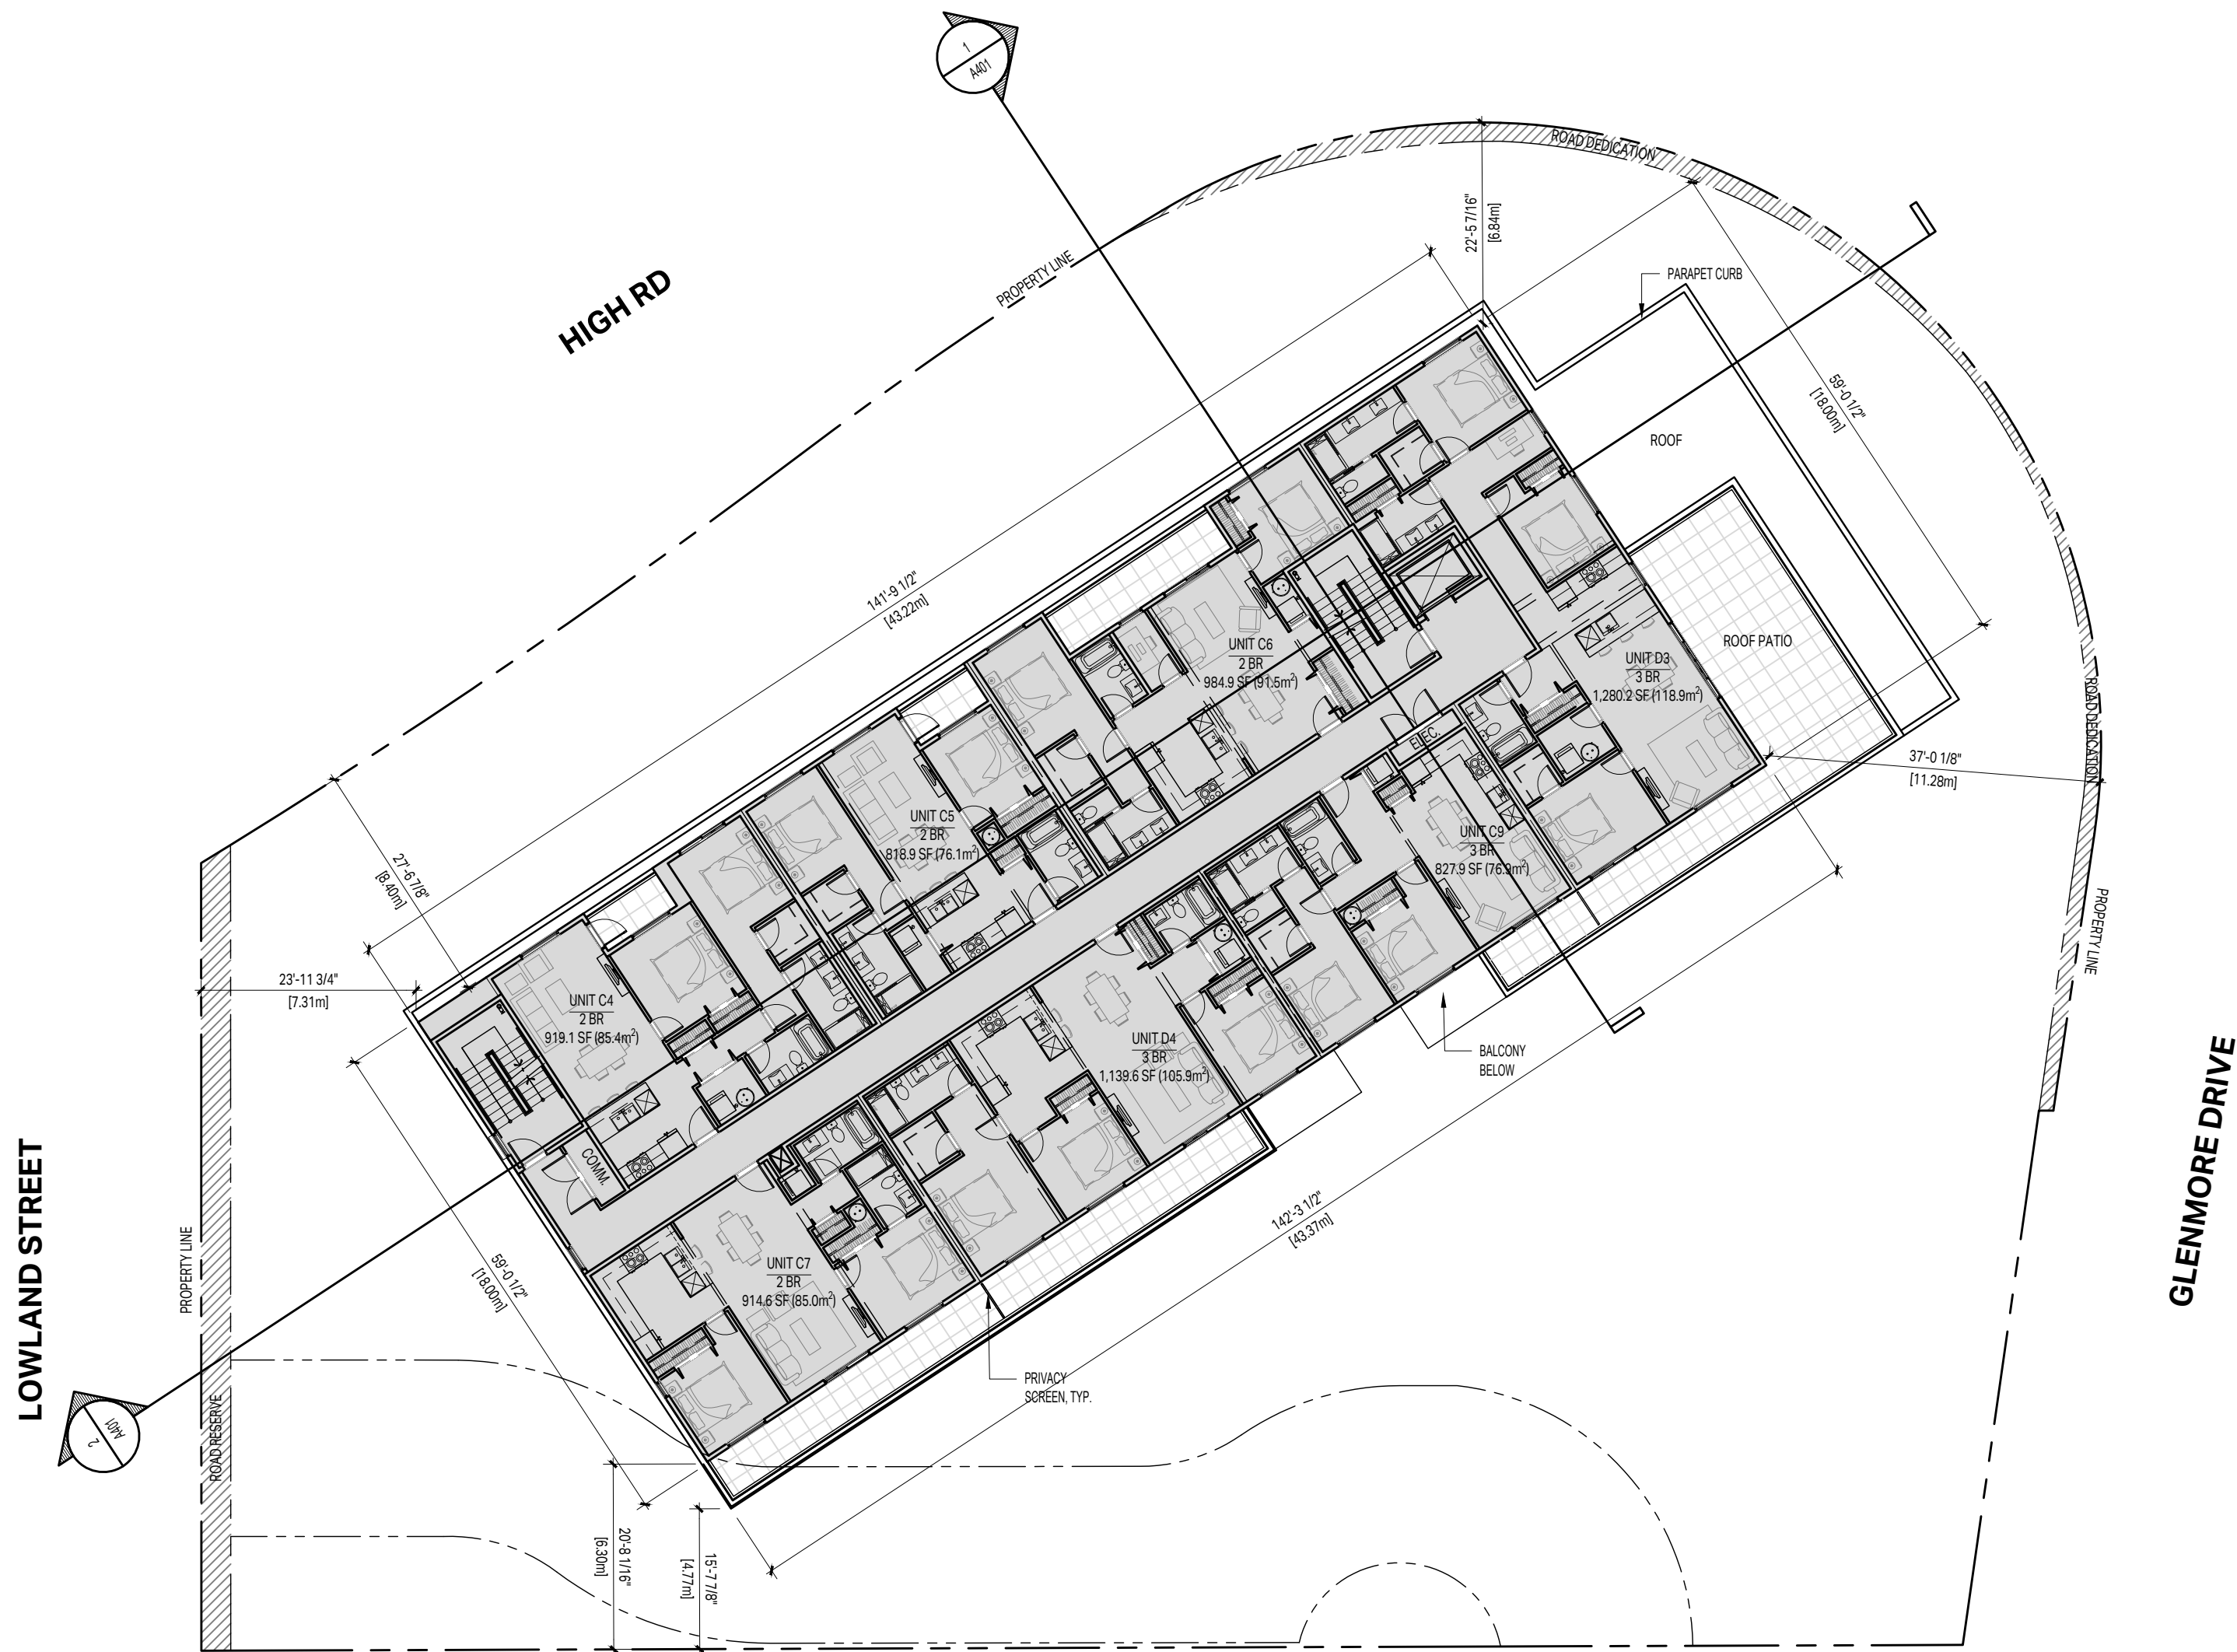 1
A401
ROAD DEDICATION
22'-5 7/16"
[6.84m]
PROPERTY LINE
HIGH RD
PARAPET CURB
59'-0 1/2"
[18.00m]
ROOF
141'-9 1/2"
[43.22m]
UNIT C6
2 BR
984.9 SF (91.5m²)
UNIT D3
3 BR
1,280.2 SF (118.9m²)
ROOF PATIO
ROAD DEDICATION
ELEC.
37'-0 1/8"
[11.28m]
UNIT C5
2 BR
818.9 SF (76.1m²)
UNIT C9
3 BR
827.9 SF (76.9m²)
27'-6 7/8"
[8.40m]
PROPERTY LINE
23'-11 3/4"
[7.31m]
UNIT C4
2 BR
919.1 SF (85.4m²)
UNIT D4
3 BR
1,139.6 SF (105.9m²)
BALCONY
BELOW
COMM.
GLENMORE DRIVE
LOWLAND STREET
PROPERTY LINE
59'-0 1/2"
[18.00m]
UNIT C7
2 BR
914.6 SF (85.0m²)
142'-3 1/2"
[43.37m]
PRIVACY
SCREEN, TYP.
2
A401
ROAD RESERVE
20'-8 1/16"
[6.30m]
15'-7 7/8"
[4.77m]